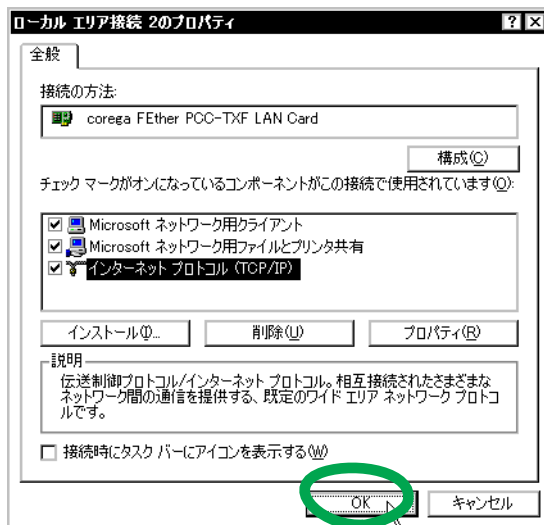 ローカル エリア接続 2のプロパティ
全般
接続の方法:
corega FEther PCC-TXF LAN Card
構成(C)
チェック マークがオンになっているコンポーネントがこの接続で使用されています(O):
Microsoft ネットワーク用クライアント
Microsoft ネットワーク用ファイルとプリンタ共有
インターネット プロトコル (TCP/IP)
インストール(I)... 削除(U) プロパティ(R)
説明
伝送制御プロトコル/インターネット プロトコル。相互接続されたさまざまな
ネットワーク間の通信を提供する、既定のワイド エリア ネットワーク プロトコ
ルです。
接続時にタスク バーにアイコンを表示する(W)
OK キャンセル